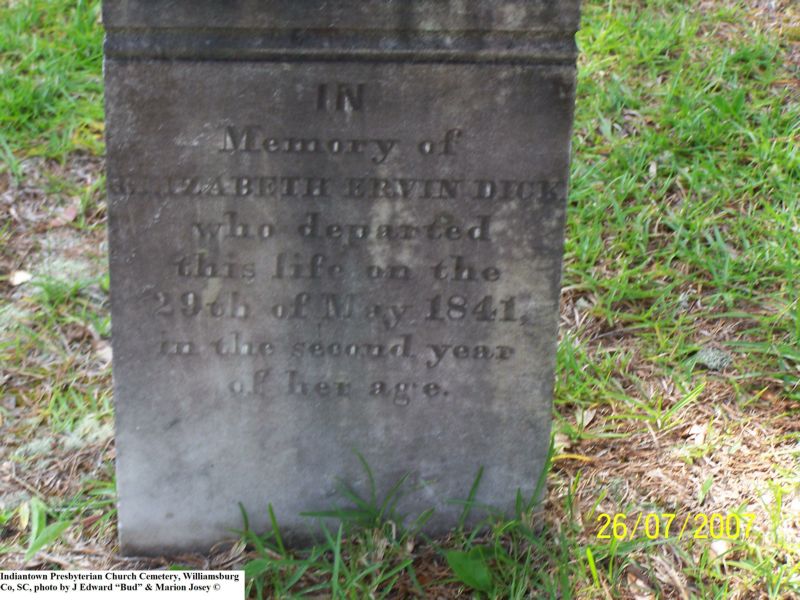 IN
Memory of
ELIZABETH ERVIN DICK
who departed
this life on the
29th of May 1841,
in the second year
of her age.
26/07/2007
Indiantown Presbyterian Church Cemetery, Williamsburg
Co, SC, photo by J Edward “Bud” & Marion Josey ©